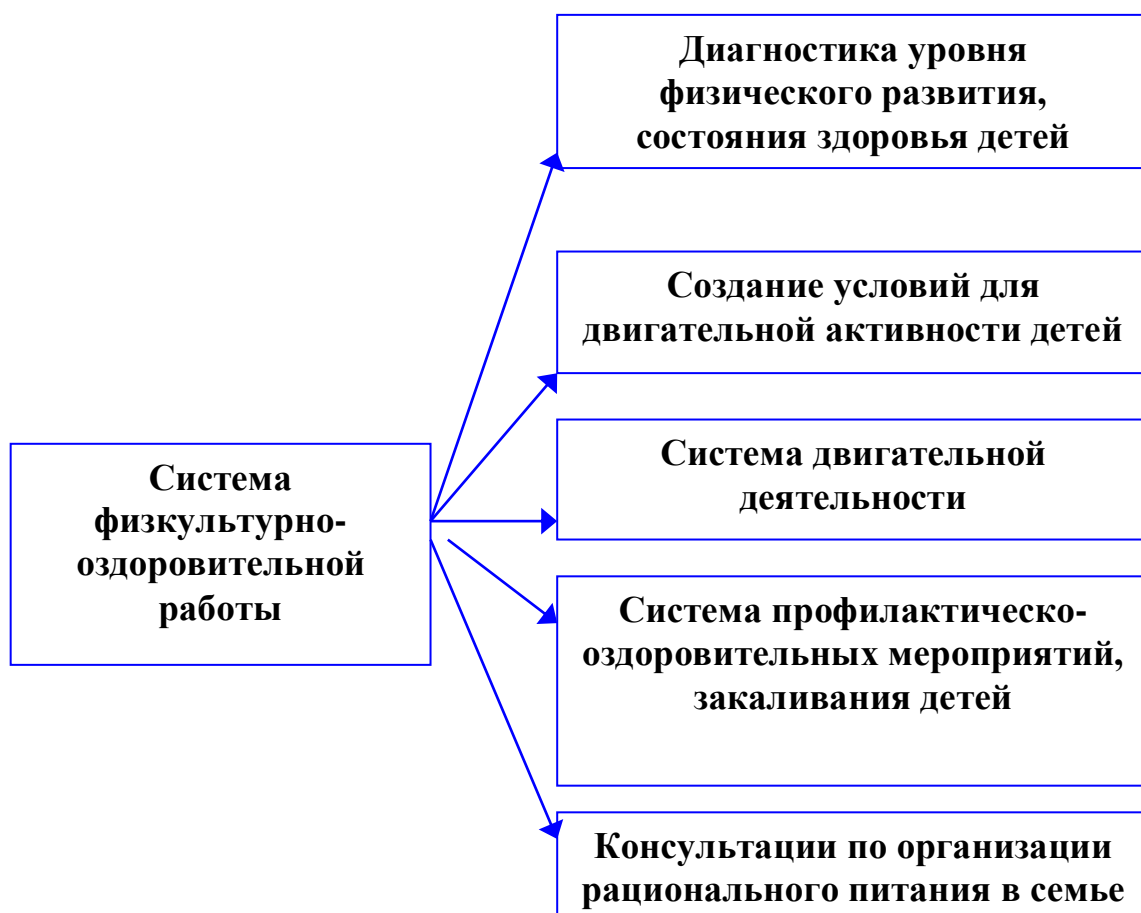 Диагностика уровня
физического развития,
состояния здоровья детей
Создание условий для
двигательной активности детей
Система двигательной
деятельности
Система
физкультурно-
оздоровительной
работы
Система профилактическо-
оздоровительных мероприятий,
закаливания детей
Консультации по организации
рационального питания в семье